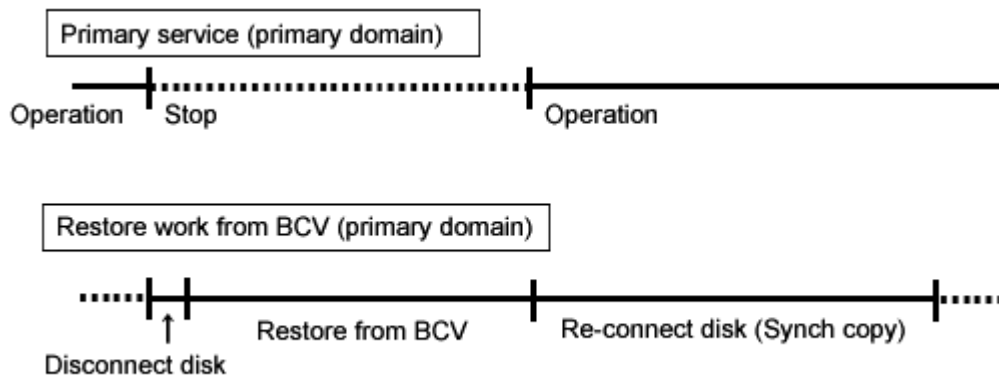 Primary service (primary domain)
Operation Stop Operation
Restore work from BCV (primary domain)
Restore from BCV Re-connect disk (Synch copy)
Disconnect disk